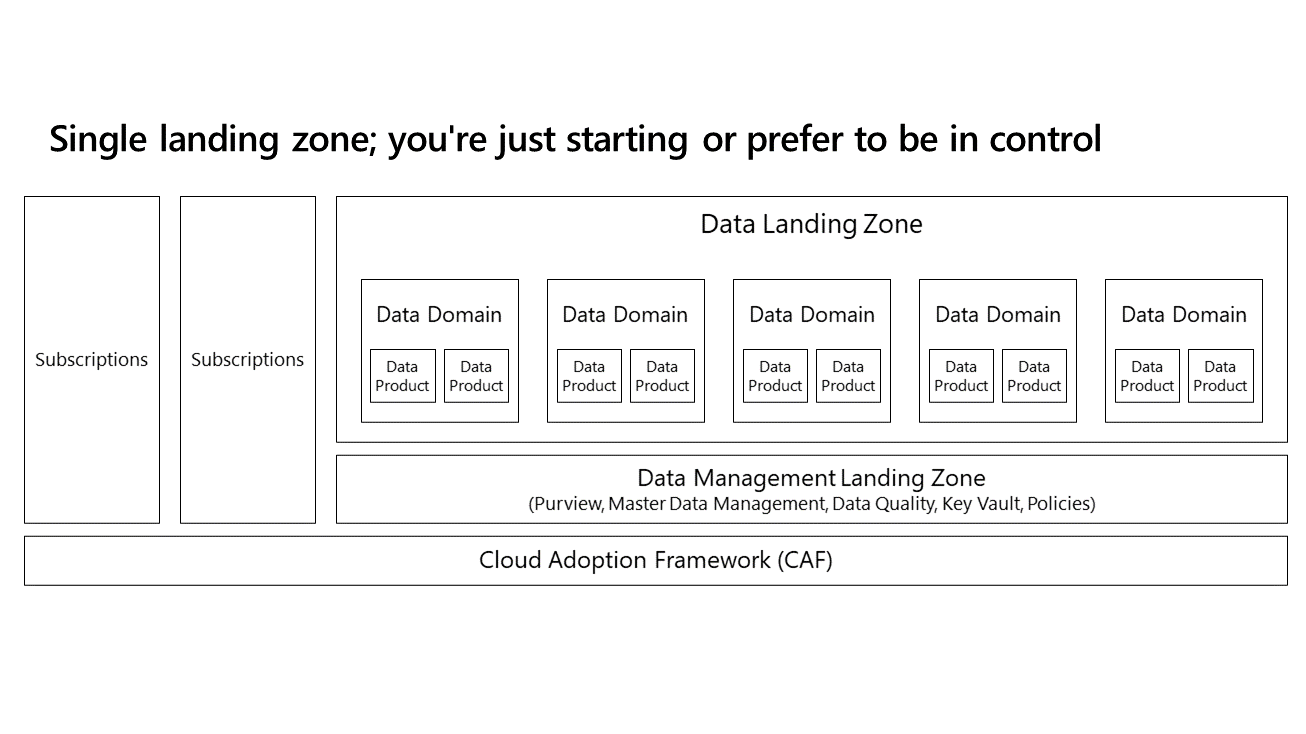 Single landing zone; you're just starting or prefer to be in control
Subscriptions
Subscriptions
Data Landing Zone
Data Domain
Data
Product
Data
Product
Data Domain
Data
Product
Data
Product
Data Domain
Data
Product
Data
Product
Data Domain
Data
Product
Data
Product
Data Domain
Data
Product
Data
Product
Data Management Landing Zone
(Purview, Master Data Management, Data Quality, Key Vault, Policies)
Cloud Adoption Framework (CAF)